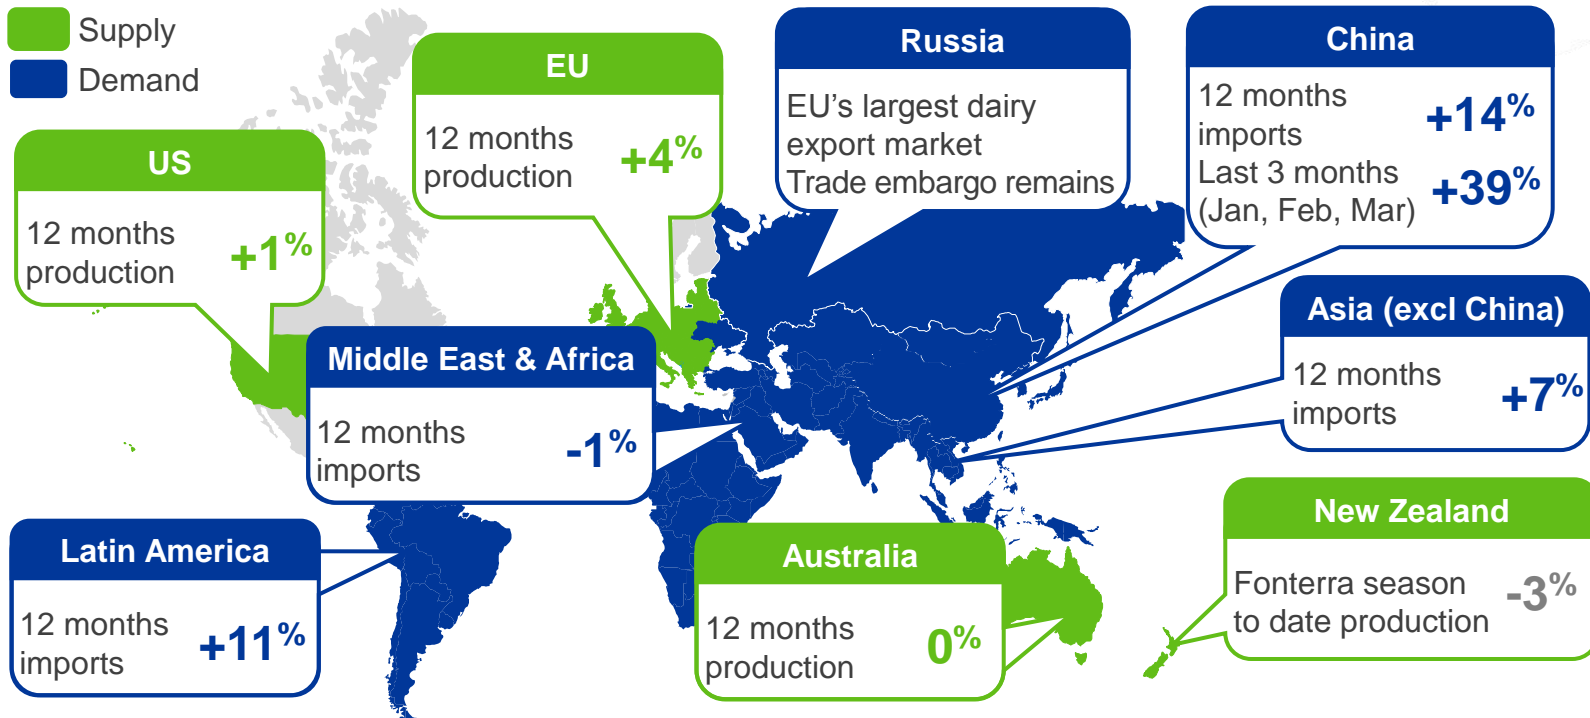 Supply
Demand
US
12 months
production
+1%
EU
12 months
production
+4%
Russia
EU's largest dairy
export market
Trade embargo remains
China
12 months
imports
+14%
Last 3 months
(Jan, Feb, Mar)
+39%
Middle East & Africa
12 months
imports
-1%
Asia (excl China)
12 months
imports
+7%
Latin America
12 months
imports
+11%
Australia
12 months
production
0%
New Zealand
Fonterra season
to date production
-3%